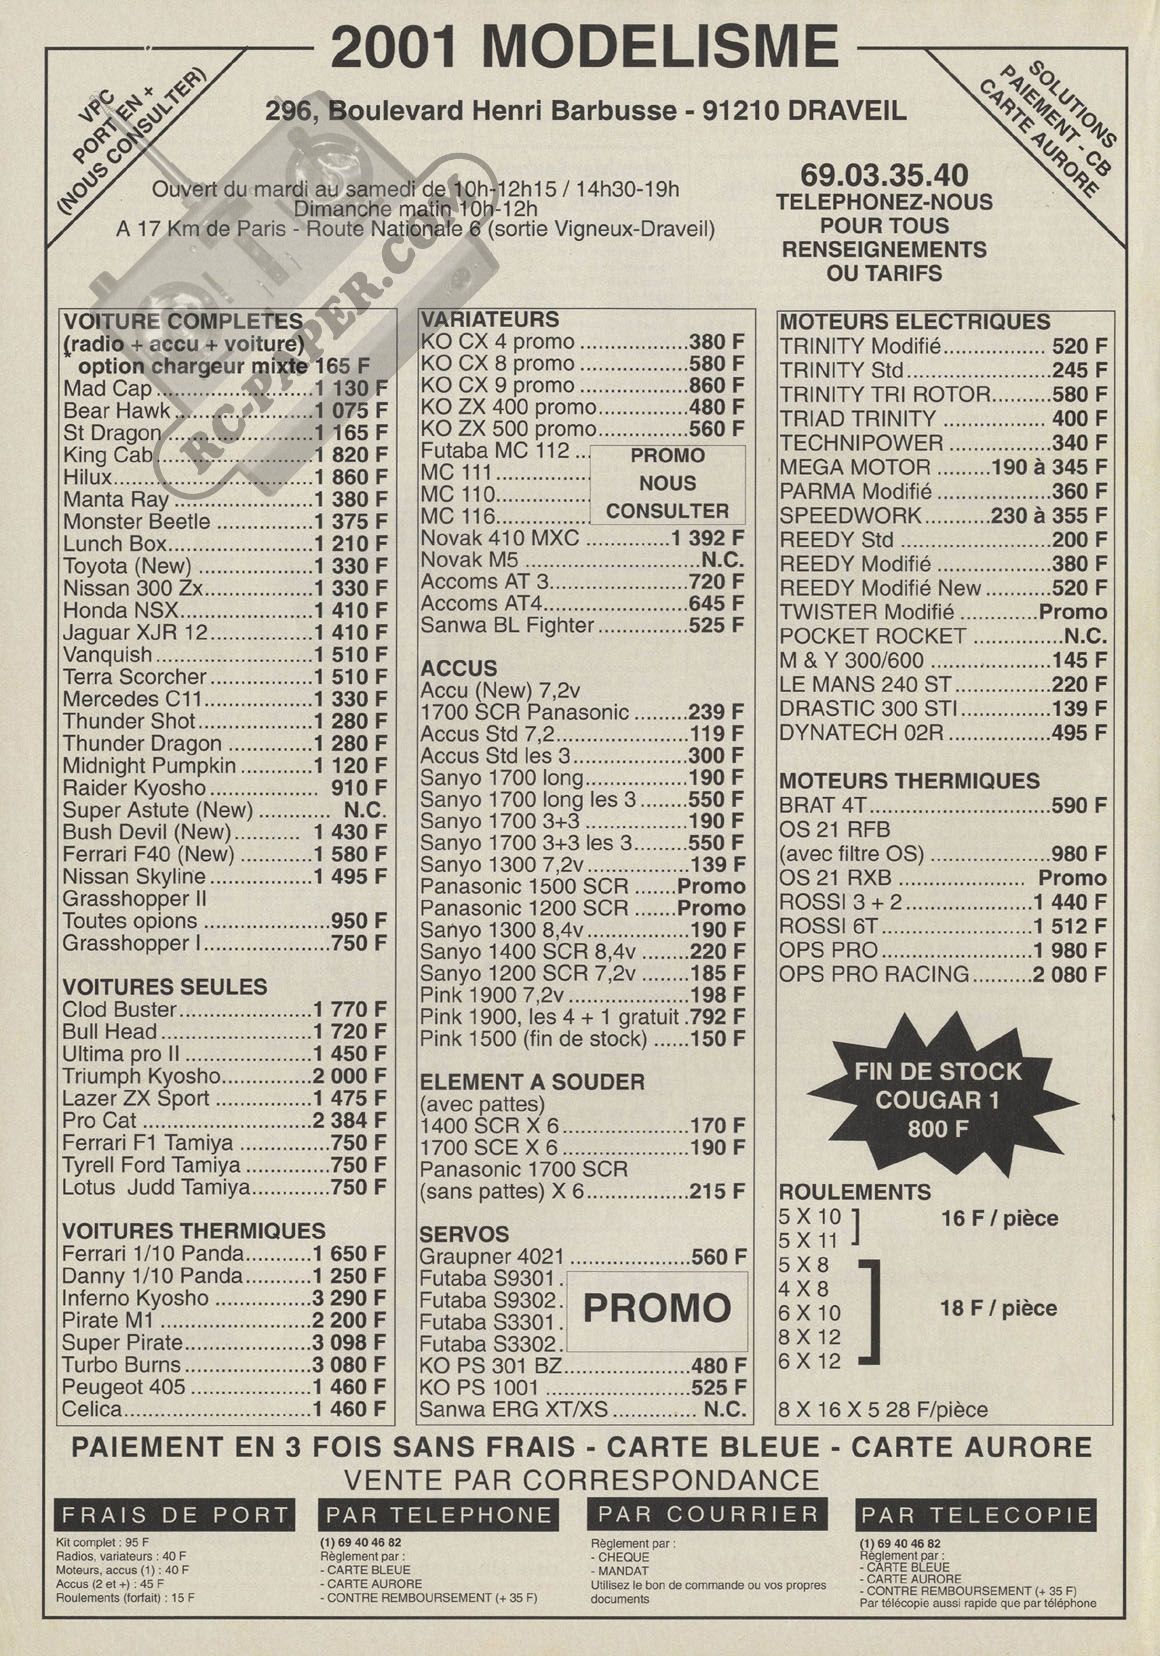 2001 MODELISME
296, Boulevard Henri Barbusse - 91210 DRAVEIL
VPC
PORT EN +
(NOUS CONSULTER)
SOLUTIONS
PAIEMENT - CB
CARTE AURORE
Ouvert du mardi au samedi de 10h-12h15 / 14h30-19h
Dimanche matin 10h-12h
A 17 Km de Paris - Route Nationale 6 (sortie Vigneux-Draveil)
69.03.35.40
TELEPHONEZ-NOUS
POUR TOUS
RENSEIGNEMENTS
OU TARIFS
RC-PAPER.COM
VOITURE COMPLETES
(radio + accu + voiture)
* option chargeur mixte 165 F
Mad Cap..................1 130 F
Bear Hawk..................1 075 F
St Dragon..................1 165 F
King Cab..................1 820 F
Hilux..................1 860 F
Manta Ray..................1 380 F
Monster Beetle..................1 375 F
Lunch Box..................1 210 F
Toyota (New)..................1 330 F
Nissan 300 Zx..................1 330 F
Honda NSX..................1 410 F
Jaguar XJR 12..................1 410 F
Vanquish..................1 510 F
Terra Scorcher..................1 510 F
Mercedes C11..................1 330 F
Thunder Shot..................1 280 F
Thunder Dragon..................1 280 F
Midnight Pumpkin..................1 120 F
Raider Kyosho.................. 910 F
Super Astute (New)............ N.C.
Bush Devil (New)............ 1 430 F
Ferrari F40 (New)............1 580 F
Nissan Skyline..................1 495 F
Grasshopper II
Toutes opions..................950 F
Grasshopper I..................750 F
VOITURES SEULES
Clod Buster..................1 770 F
Bull Head..................1 720 F
Ultima pro II..................1 450 F
Triumph Kyosho............2 000 F
Lazer ZX Sport..................1 475 F
Pro Cat..................2 384 F
Ferrari F1 Tamiya............750 F
Tyrell Ford Tamiya............750 F
Lotus Judd Tamiya............750 F
VOITURES THERMIQUES
Ferrari 1/10 Panda............1 650 F
Danny 1/10 Panda............1 250 F
Inferno Kyosho..................3 290 F
Pirate M1..................2 200 F
Super Pirate..................3 098 F
Turbo Burns..................3 080 F
Peugeot 405..................1 460 F
Celica..................1 460 F
VARIATEURS
KO CX 4 promo............380 F
KO CX 8 promo............580 F
KO CX 9 promo............860 F
KO ZX 400 promo............480 F
KO ZX 500 promo............560 F
Futaba MC 112 ...
MC 111............
MC 110............
MC 116............
PROMO
NOUS
CONSULTER
Novak 410 MXC............1 392 F
Novak M5..................N.C.
Accoms AT 3..................720 F
Accoms AT4..................645 F
Sanwa BL Fighter............525 F
ACCUS
Accu (New) 7,2v
1700 SCR Panasonic.........239 F
Accus Std 7,2..................119 F
Accus Std les 3..................300 F
Sanyo 1700 long............190 F
Sanyo 1700 long les 3......550 F
Sanyo 1700 3+3............190 F
Sanyo 1700 3+3 les 3......550 F
Sanyo 1300 7,2v............139 F
Panasonic 1500 SCR.......Promo
Panasonic 1200 SCR.......Promo
Sanyo 1300 8,4v............190 F
Sanyo 1400 SCR 8,4v......220 F
Sanyo 1200 SCR 7,2v......185 F
Pink 1900 7,2v............198 F
Pink 1900, les 4 + 1 gratuit .792 F
Pink 1500 (fin de stock)......150 F
ELEMENT A SOUDER
(avec pattes)
1400 SCR X 6............170 F
1700 SCE X 6............190 F
Panasonic 1700 SCR
(sans pattes) X 6............215 F
SERVOS
Graupner 4021............560 F
Futaba S9301.
Futaba S9302.
Futaba S3301.
Futaba S3302.
PROMO
KO PS 301 BZ............480 F
KO PS 1001............525 F
Sanwa ERG XT/XS............ N.C.
MOTEURS ELECTRIQUES
TRINITY Modifié............ 520 F
TRINITY Std............245 F
TRINITY TRI ROTOR.........580 F
TRIAD TRINITY............ 400 F
TECHNIPOWER............340 F
MEGA MOTOR.........190 à 345 F
PARMA Modifié............360 F
SPEEDWORK.........230 à 355 F
REEDY Std............200 F
REEDY Modifié............380 F
REEDY Modifié New.........520 F
TWISTER Modifié.........Promo
POCKET ROCKET............N.C.
M & Y 300/600............145 F
LE MANS 240 ST............220 F
DRASTIC 300 STI............139 F
DYNATECH 02R............495 F
MOTEURS THERMIQUES
BRAT 4T..................590 F
OS 21 RFB
(avec filtre OS)............980 F
OS 21 RXB.................. Promo
ROSSI 3 + 2............1 440 F
ROSSI 6T..................1 512 F
OPS PRO..................1 980 F
OPS PRO RACING.........2 080 F
FIN DE STOCK
COUGAR 1
800 F
ROULEMENTS
5 X 10
5 X 11
16 F / pièce
5 X 8
4 X 8
6 X 10
8 X 12
6 X 12
18 F / pièce
8 X 16 X 5 28 F/pièce
PAIEMENT EN 3 FOIS SANS FRAIS - CARTE BLEUE - CARTE AURORE
VENTE PAR CORRESPONDANCE
FRAIS DE PORT
Kit complet : 95 F
Radios, variateurs : 40 F
Moteurs, accus (1) : 40 F
Accus (2 et +) : 45 F
Roulements (forfait) : 15 F
PAR TELEPHONE
(1) 69 40 46 82
Règlement par :
- CARTE BLEUE
- CARTE AURORE
- CONTRE REMBOURSEMENT (+ 35 F)
PAR COURRIER
Règlement par :
- CHEQUE
- MANDAT
Utilisez le bon de commande ou vos propres
documents
PAR TELECOPIE
(1) 69 40 46 82
Règlement par :
- CARTE BLEUE
- CARTE AURORE
- CONTRE REMBOURSEMENT (+ 35 F)
Par télécopie aussi rapide que par téléphone